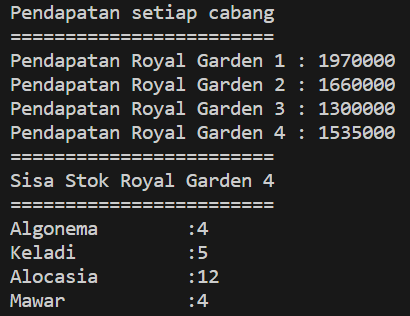 Pendapatan setiap cabang
========================
Pendapatan Royal Garden 1 : 1970000
Pendapatan Royal Garden 2 : 1660000
Pendapatan Royal Garden 3 : 1300000
Pendapatan Royal Garden 4 : 1535000
========================
Sisa Stok Royal Garden 4
========================
Algonema        :4
Keladi          :5
Alocasia        :12
Mawar           :4